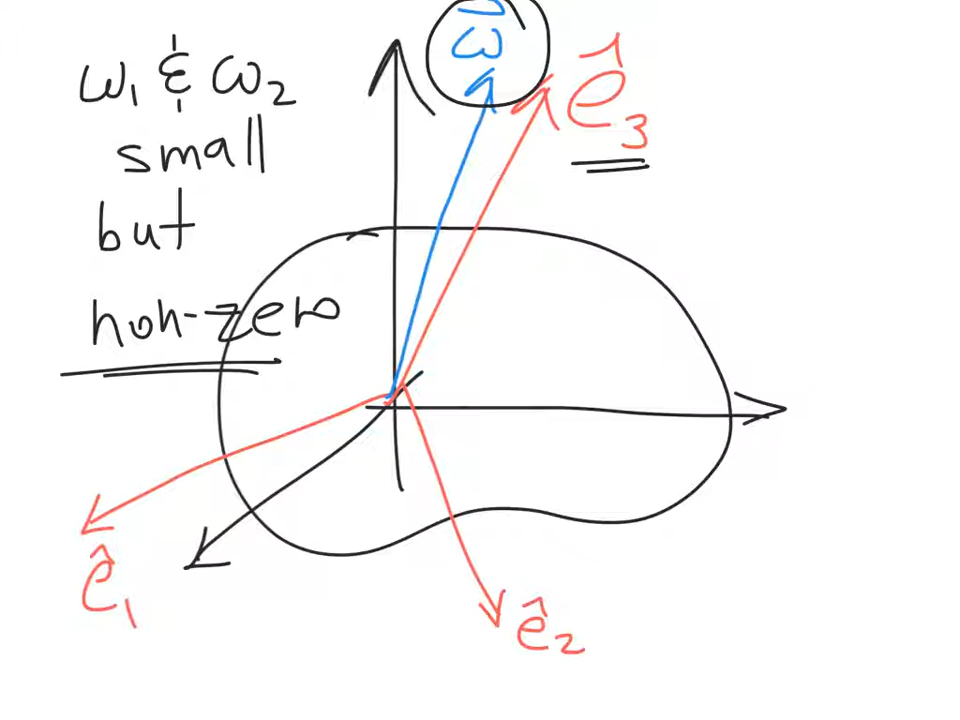 ω₁ & ω₂
small
but
non-zero
ω⃗
ê₃
ê₁
ê₂